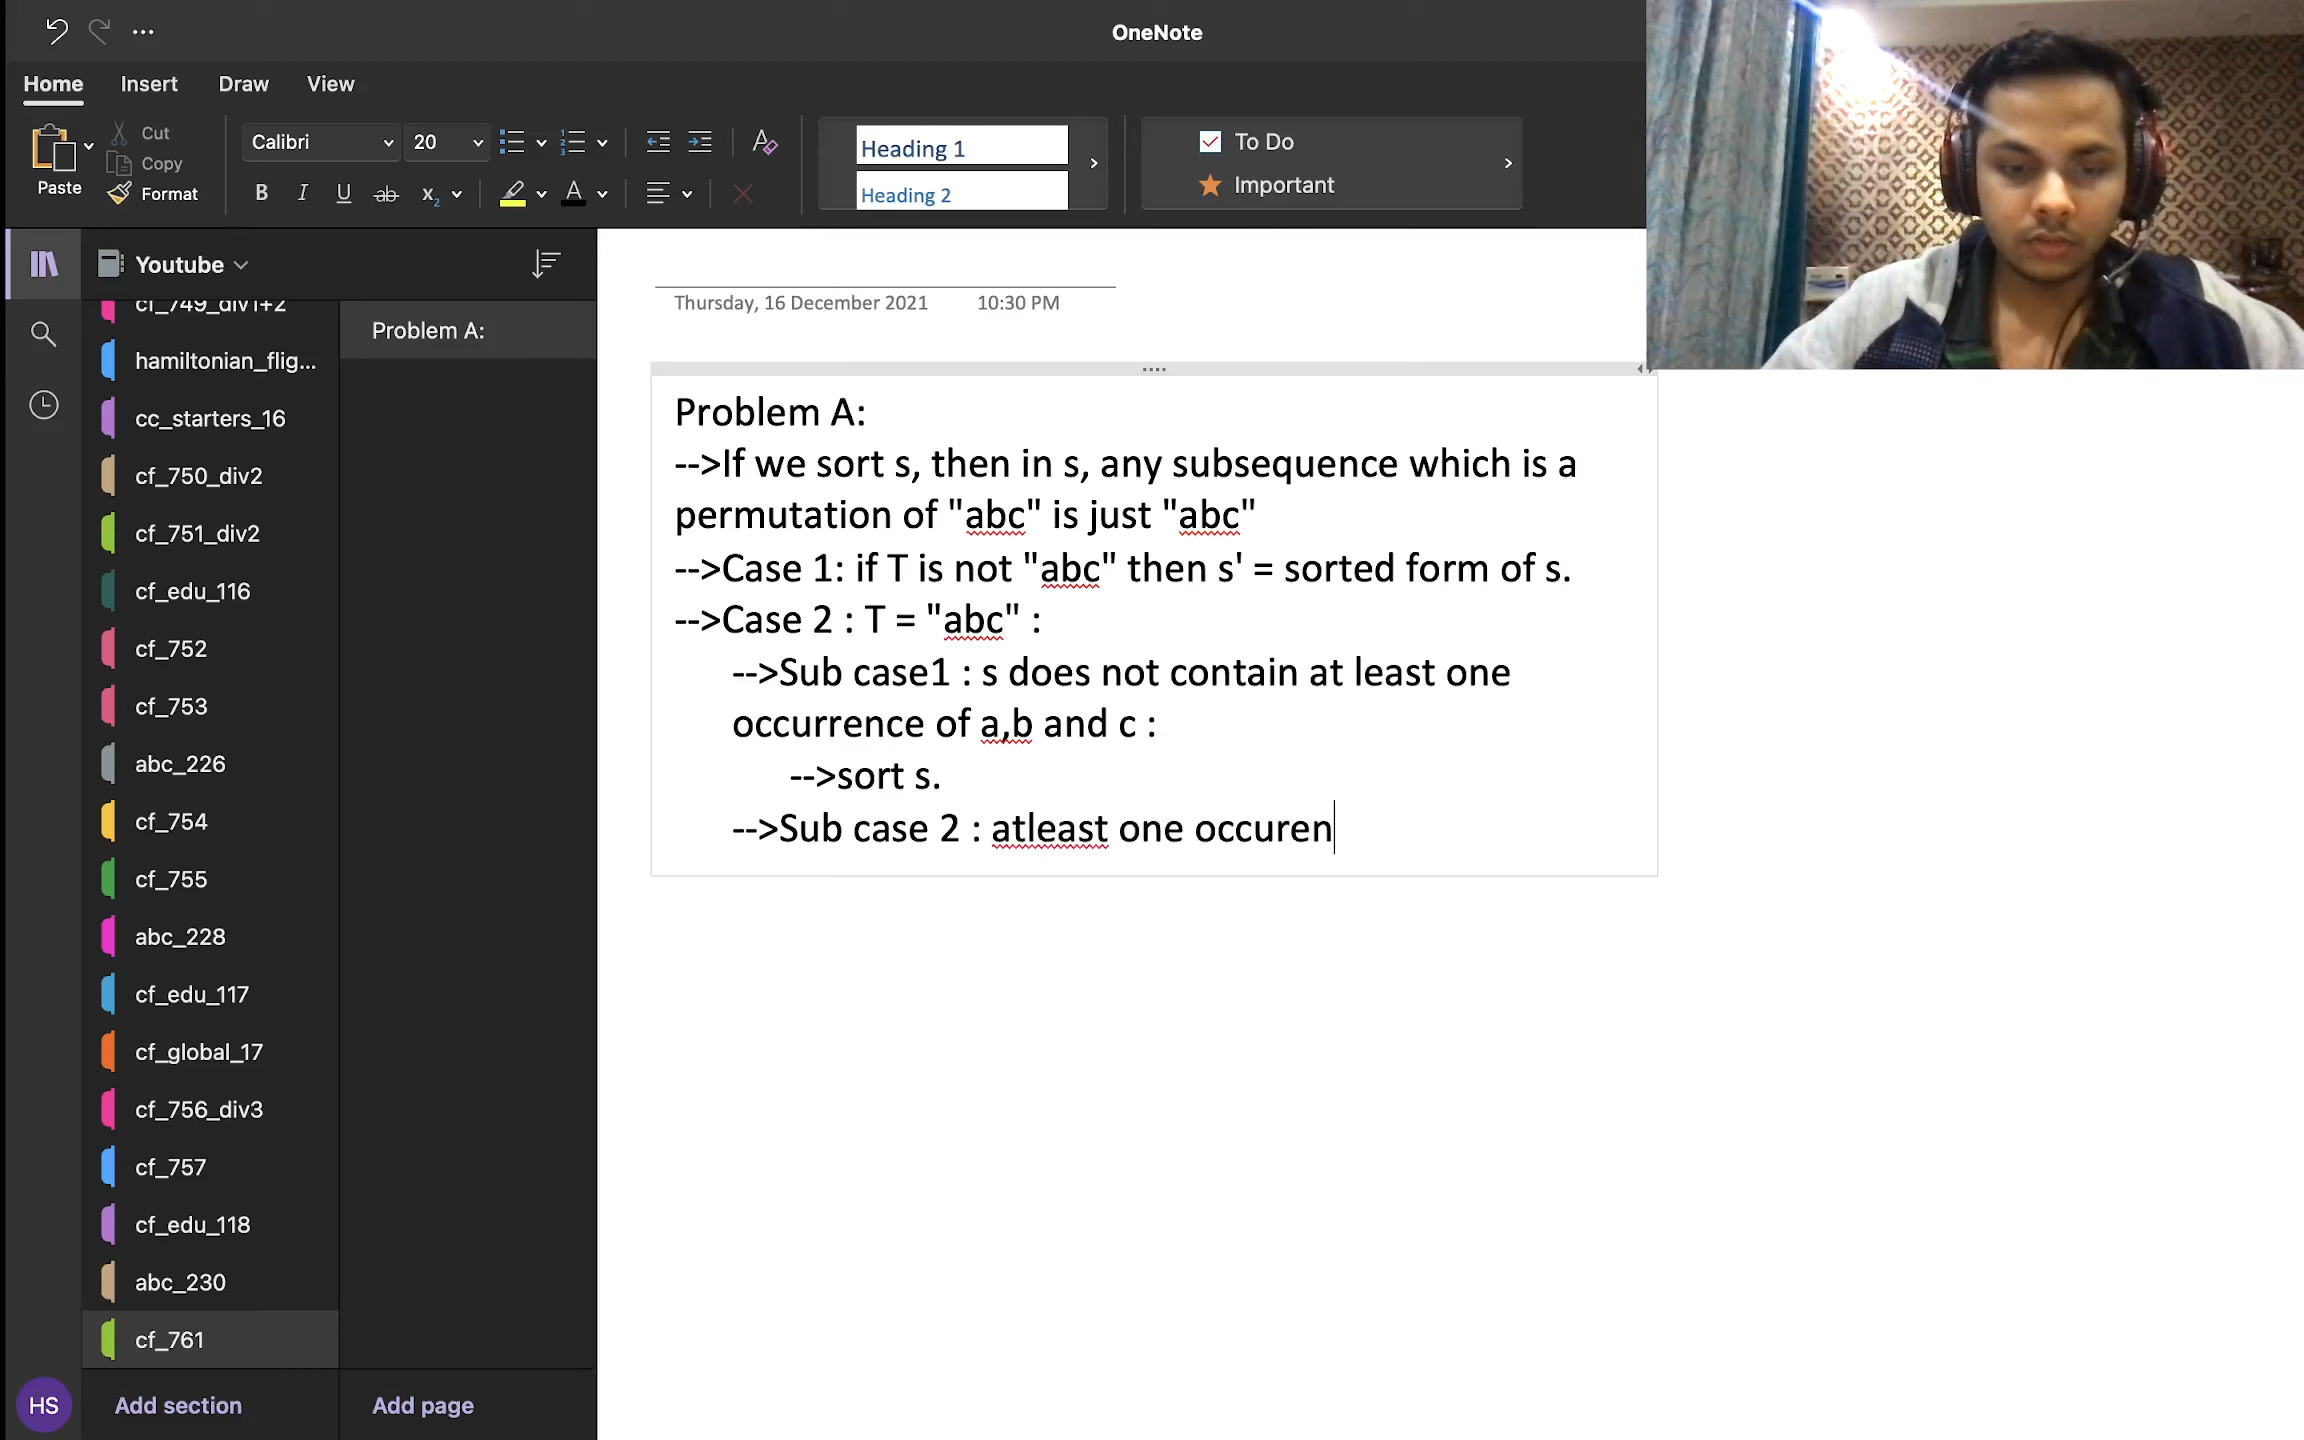 OneNote
Home Insert Draw View
Paste
Cut
Copy
Format
Calibri 20
B I U ab x₂ A
Heading 1
Heading 2
To Do
Important
Youtube
cf_749_div1+2
hamiltonian_flig...
cc_starters_16
cf_750_div2
cf_751_div2
cf_edu_116
cf_752
cf_753
abc_226
cf_754
cf_755
abc_228
cf_edu_117
cf_global_17
cf_756_div3
cf_757
cf_edu_118
abc_230
cf_761
HS
Add section
Problem A:
Add page
Thursday, 16 December 2021 10:30 PM
Problem A:
-->If we sort s, then in s, any subsequence which is a
permutation of "abc" is just "abc"
-->Case 1: if T is not "abc" then s' = sorted form of s.
-->Case 2 : T = "abc" :
-->Sub case1 : s does not contain at least one
occurrence of a,b and c :
-->sort s.
-->Sub case 2 : atleast one occuren